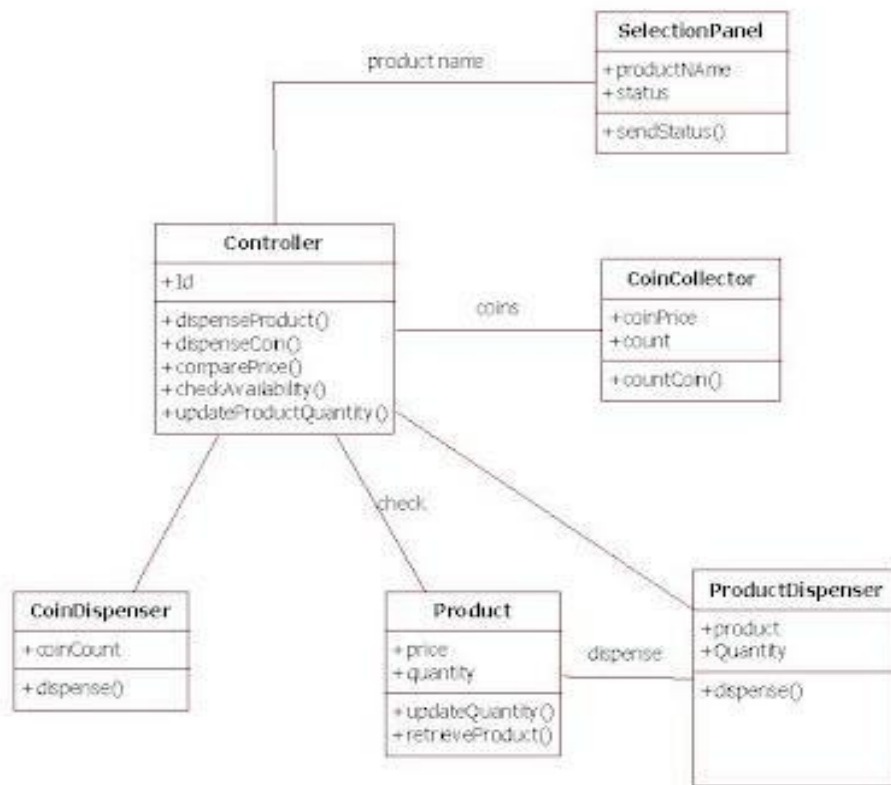 SelectionPanel
+productNAme
+status
+sendStatus()
product name
Controller
+Id
+dispenseProduct()
+dispenseCoin()
+comparePrice()
+checkAvailability()
+updateProductQuantity()
coins
CoinCollector
+coinPrice
+count
+countCoin()
check
CoinDispenser
+coinCount
+dispense()
Product
+price
+quantity
+updateQuantity()
+retrieveProduct()
dispense
ProductDispenser
+product
+Quantity
+dispense()